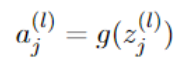 a_j^{(l)} = g(z_j^{(l)})